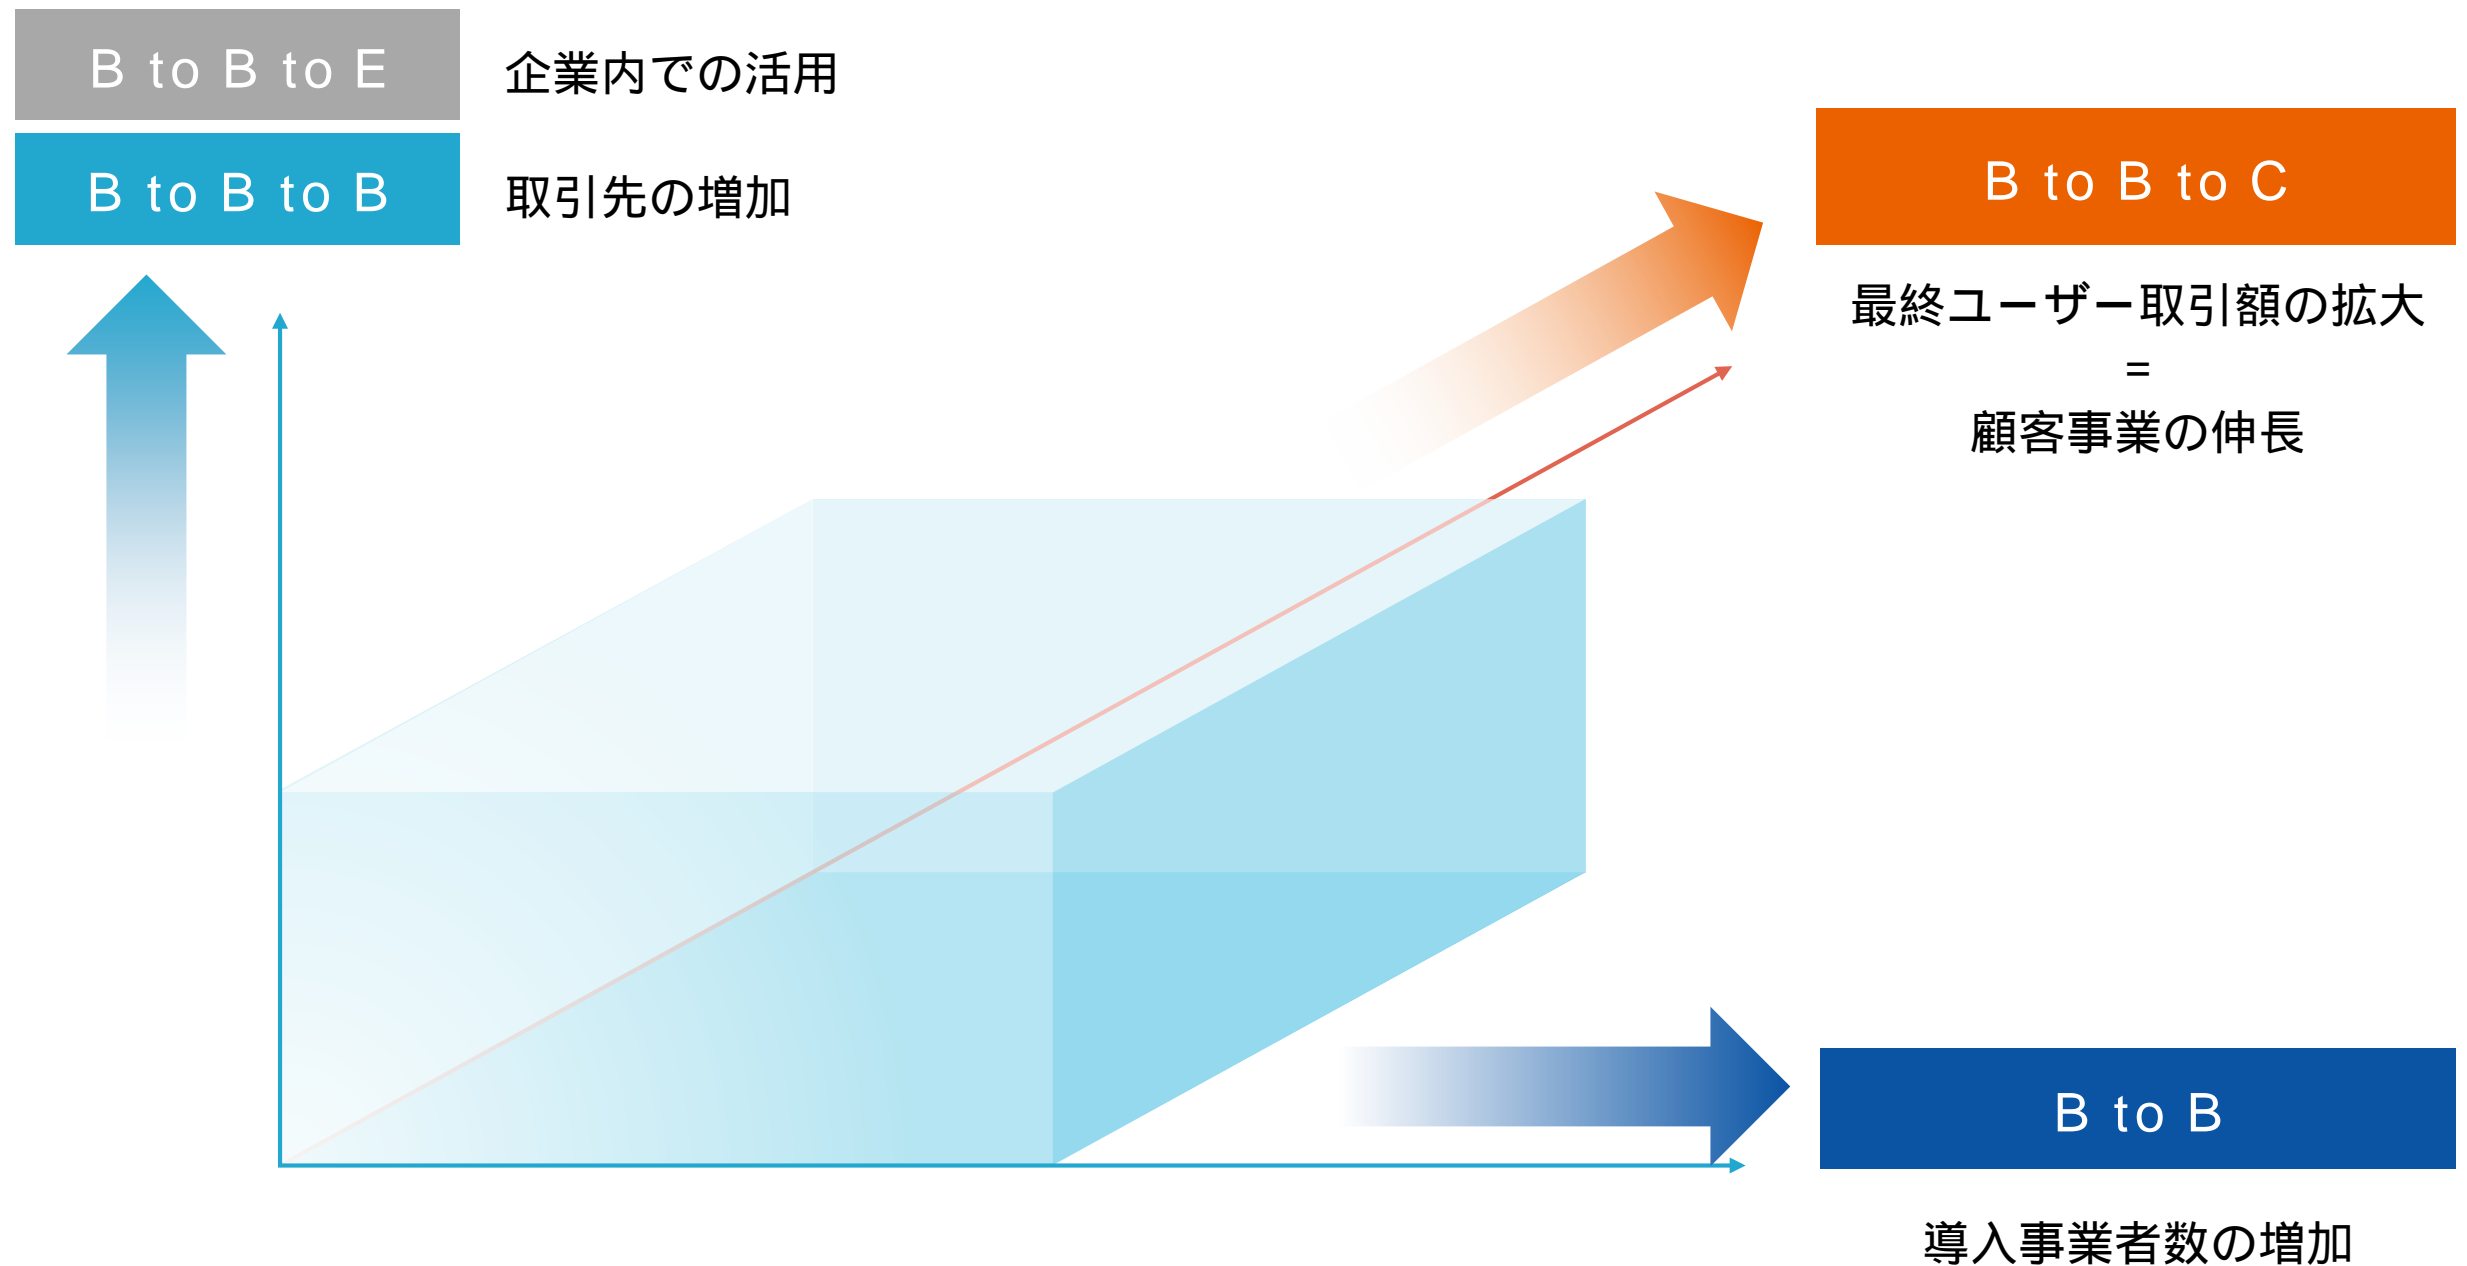 B to B to E
企業内での活用
B to B to B
取引先の増加
B to B to C
最終ユーザー取引額の拡大
=
顧客事業の伸長
B to B
導入事業者数の増加